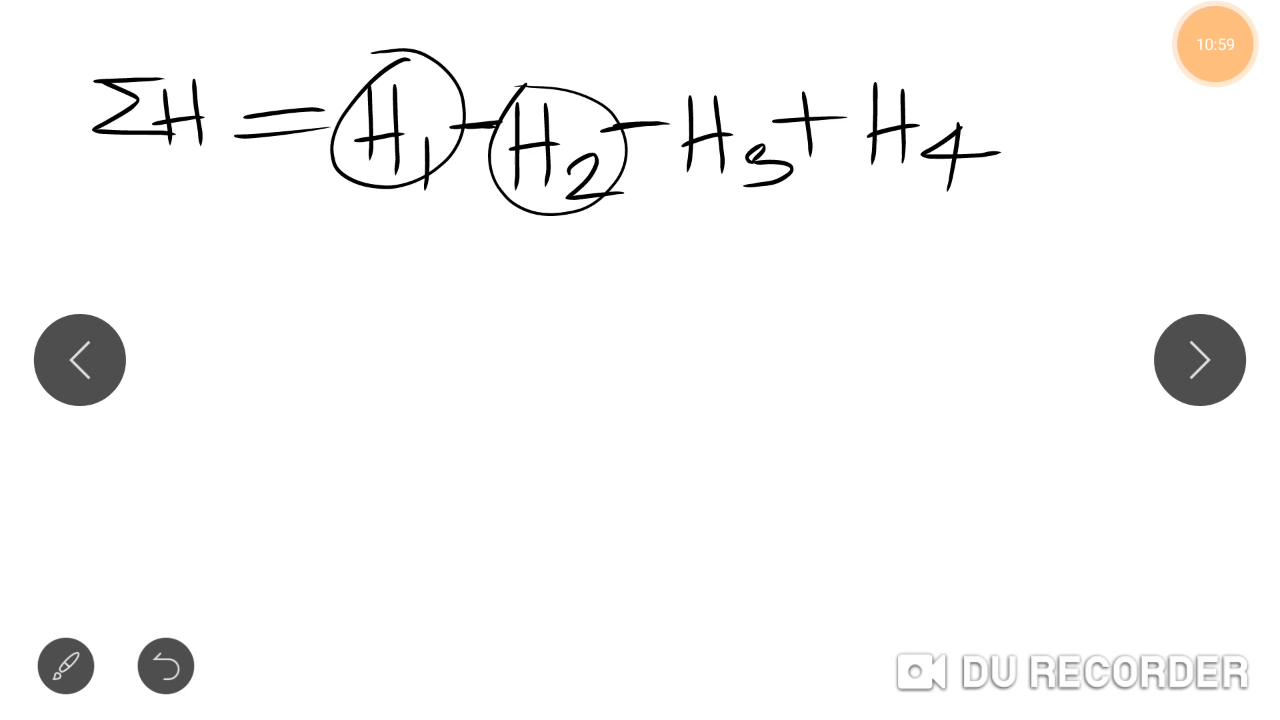 10:59
ΣH = H₁ - H₂ - H₃ + H₄
DU RECORDER